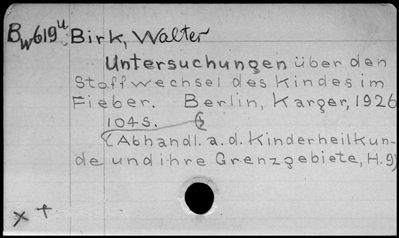 BW619u Birk, Walter
Untersuchungen über den
Stoffwechsel des Kindes im
Fieber. Berlin, Karger, 1926
104S.
(Abhandl. a. d. Kinderheilkun-
de und ihre Grenzgebiete, H. 9)